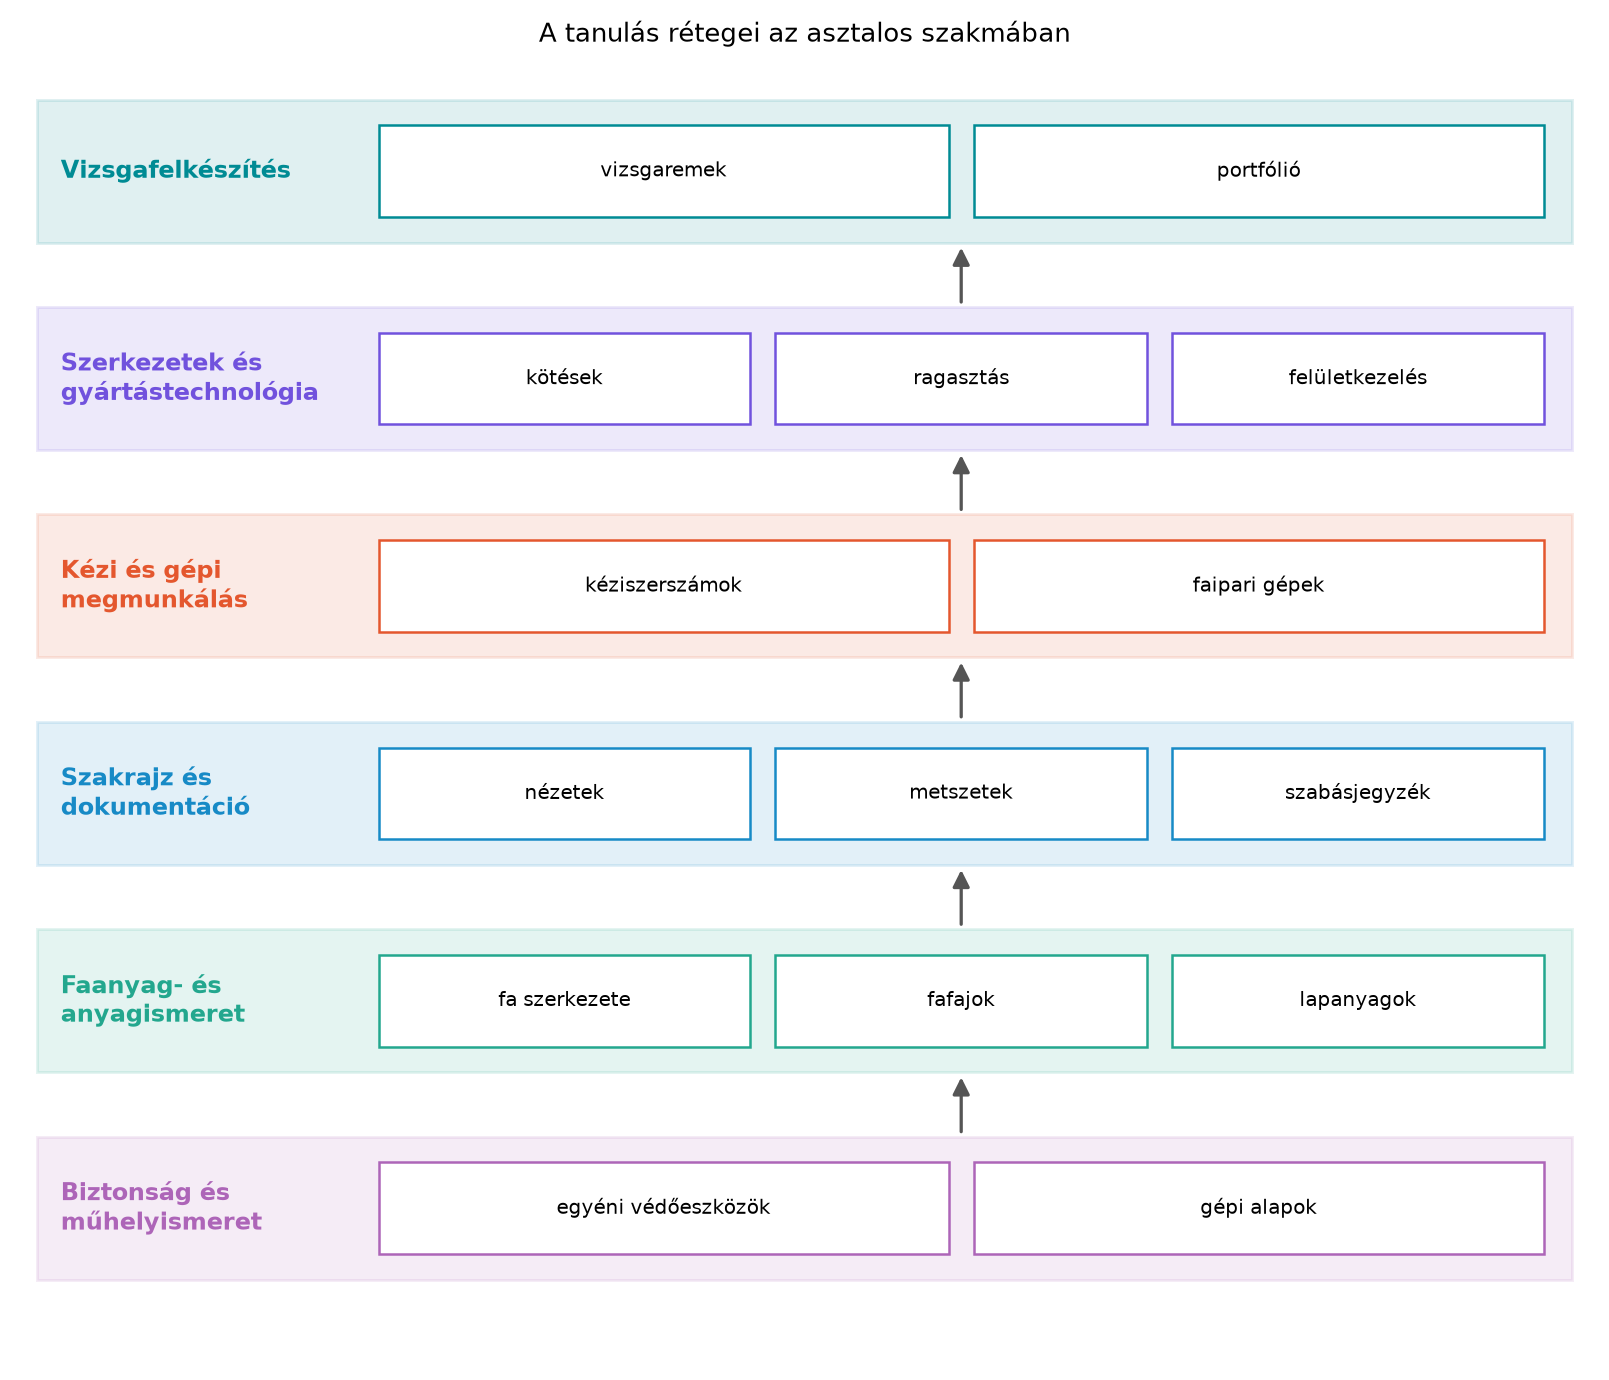 A tanulás rétegei az asztalos szakmában
Vizsgafelkészítés
vizsgaremek
portfólió
Szerkezetek és
gyártástechnológia
kötések
ragasztás
felületkezelés
Kézi és gépi
megmunkálás
kéziszerszámok
faipari gépek
Szakrajz és
dokumentáció
nézetek
metszetek
szabásjegyzék
Faanyag- és
anyagismeret
fa szerkezete
fafajok
lapanyagok
Biztonság és
műhelyismeret
egyéni védőeszközök
gépi alapok